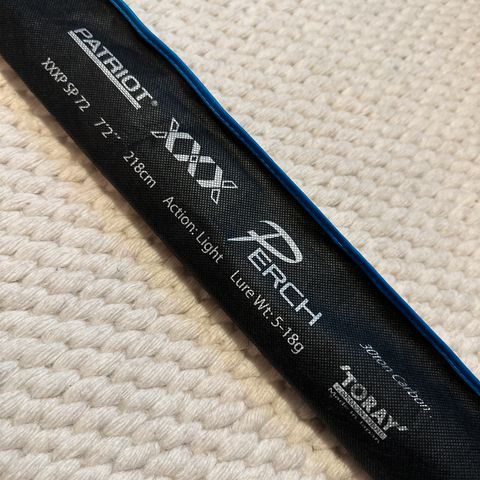 PATRIOT®
XXXP SP 72 7'2'' 218cm Action: Light Lure Wt: 5-18g
XXX
PERCH
30ton Carbon
'TORAY'